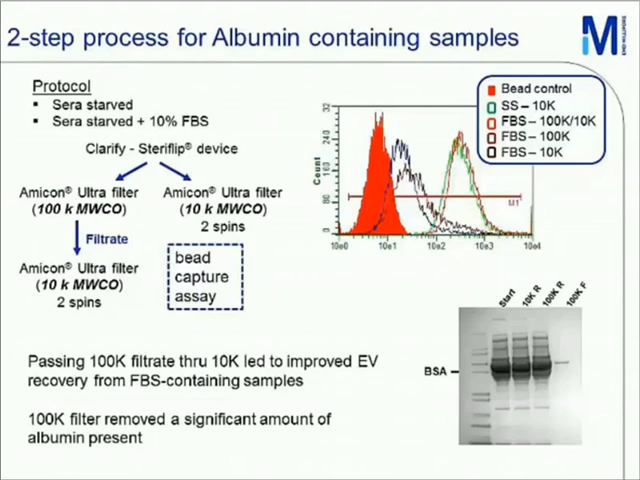 2-step process for Albumin containing samples
M
Protocol
▪ Sera starved
▪ Sera starved + 10% FBS
Clarify - Steriflip® device
Amicon® Ultra filter
(100 k MWCO)
Amicon® Ultra filter
(10 k MWCO)
2 spins
Filtrate
Amicon® Ultra filter
(10 k MWCO)
2 spins
bead
capture
assay
Bead control
SS – 10K
FBS – 100K/10K
FBS – 100K
FBS – 10K
Count
32
240
160
80
0
M1
10e0 10e1 10e2 10e3 10e4
Start 10K R 100K R 100K F
BSA
Passing 100K filtrate thru 10K led to improved EV
recovery from FBS-containing samples
100K filter removed a significant amount of
albumin present